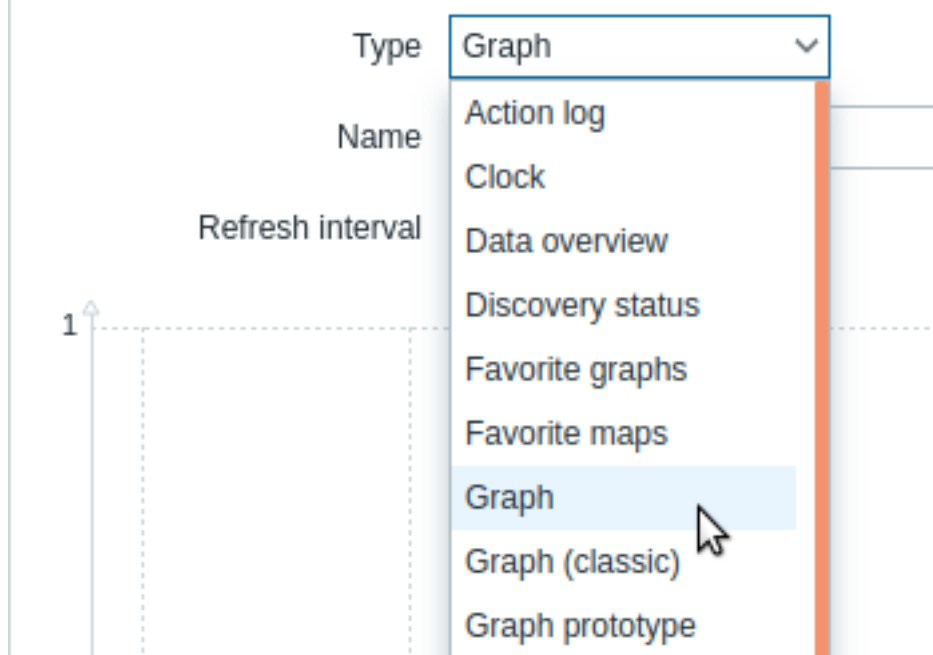 Type Graph
Action log
Name
Clock
Refresh interval
Data overview
Discovery status
1
Favorite graphs
Favorite maps
Graph
Graph (classic)
Graph prototype